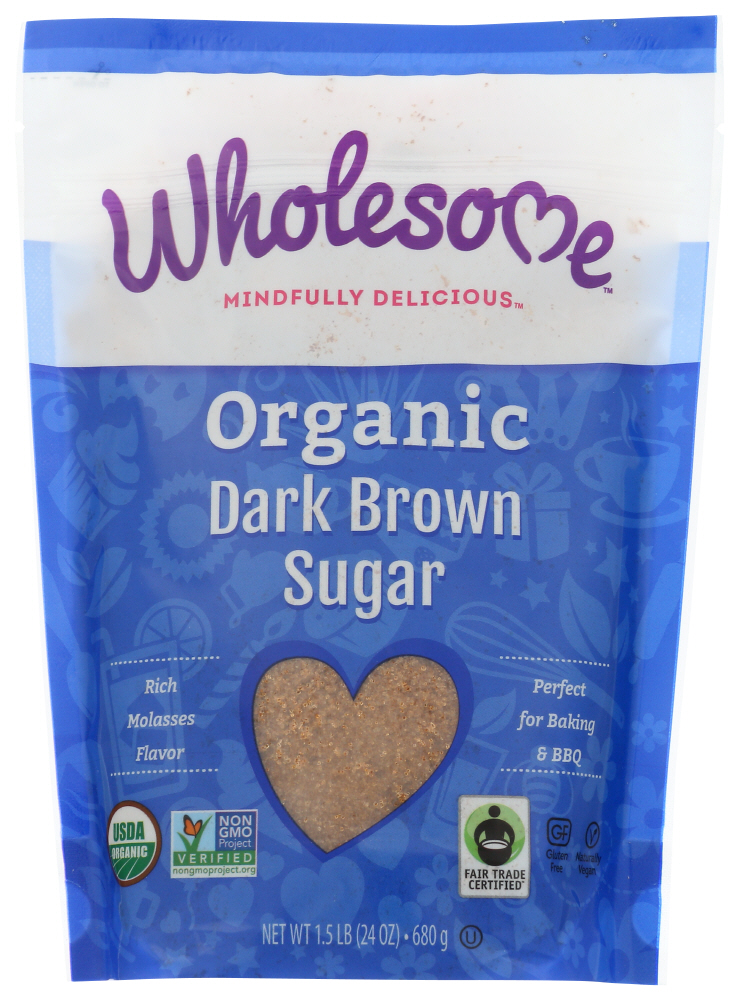 Wholesome™
MINDFULLY DELICIOUS™
Organic
Dark Brown
Sugar
Rich
Molasses
Flavor
Perfect
for Baking
& BBQ
USDA
ORGANIC
NON
GMO
Project
VERIFIED
nongmoproject.org
FAIR TRADE
CERTIFIED
GF
Gluten
Free
V
Naturally
Vegan
NET WT 1.5 LB (24 OZ) • 680 g U